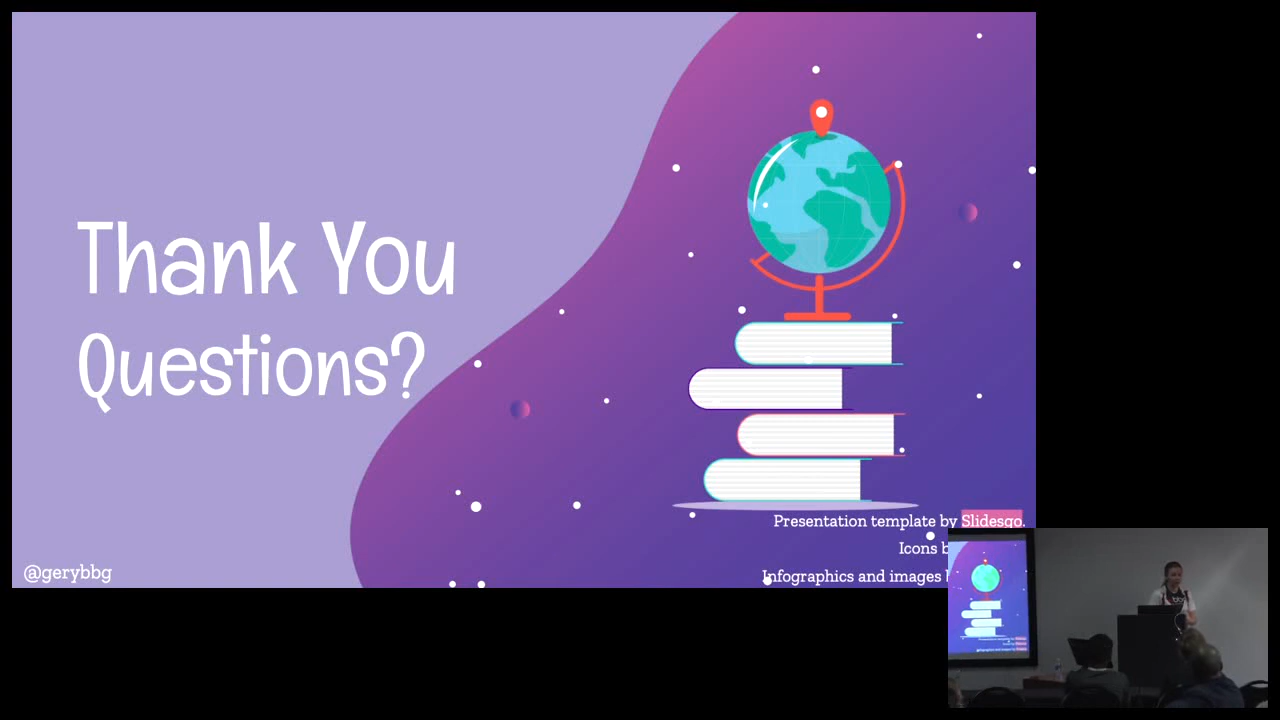 Thank You
Questions?
Presentation template by Slidesgo.
Icons
Infographics and images
@gerybbg